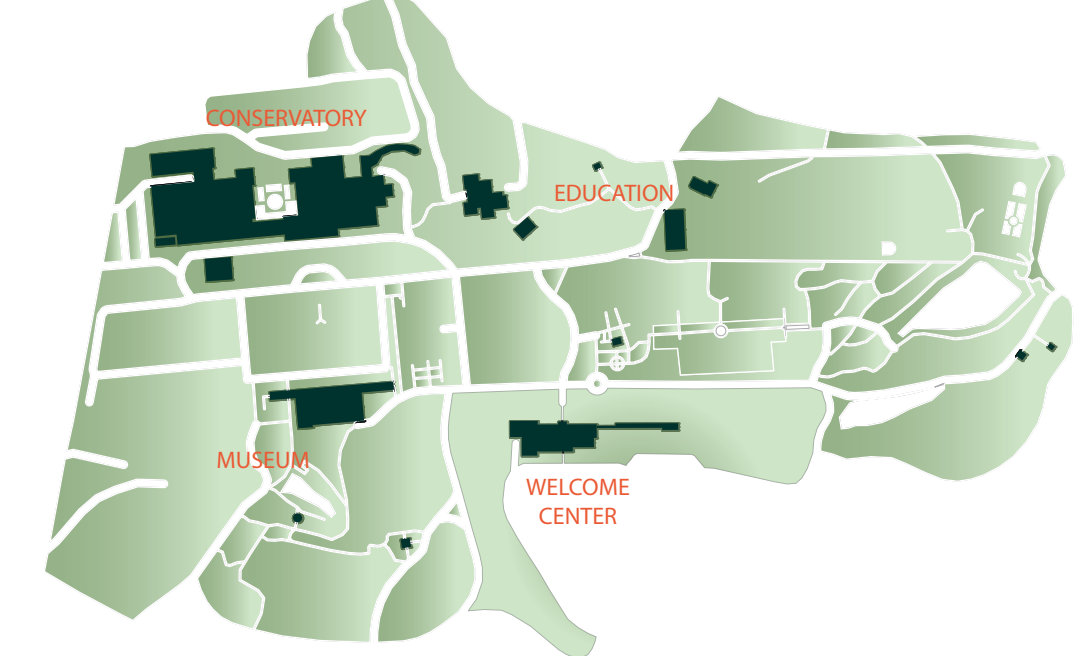 CONSERVATORY
EDUCATION
MUSEUM
WELCOME
CENTER